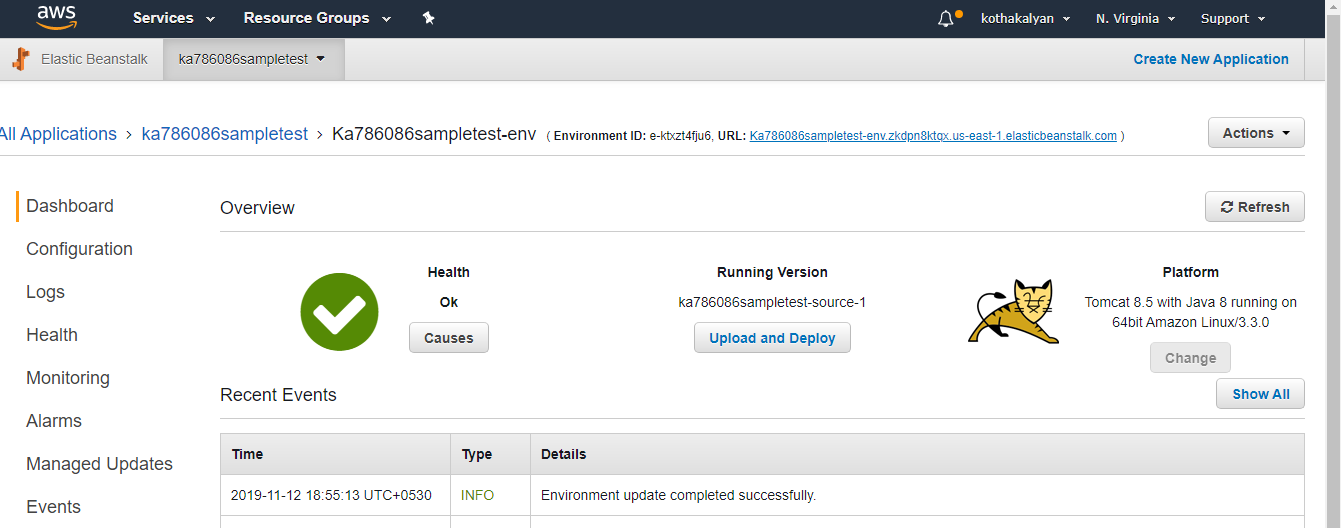 aws Services Resource Groups kothakalyan N. Virginia Support
Elastic Beanstalk ka786086sampletest Create New Application
All Applications > ka786086sampletest > Ka786086sampletest-env ( Environment ID: e-ktxzt4fju6, URL: Ka786086sampletest-env.zkdpn8ktqx.us-east-1.elasticbeanstalk.com ) Actions
Dashboard
Configuration
Logs
Health
Monitoring
Alarms
Managed Updates
Events
Overview Refresh
Health
Ok
Causes
Running Version
ka786086sampletest-source-1
Upload and Deploy
Platform
Tomcat 8.5 with Java 8 running on
64bit Amazon Linux/3.3.0
Change
Recent Events Show All
Time Type Details
2019-11-12 18:55:13 UTC+0530 INFO Environment update completed successfully.